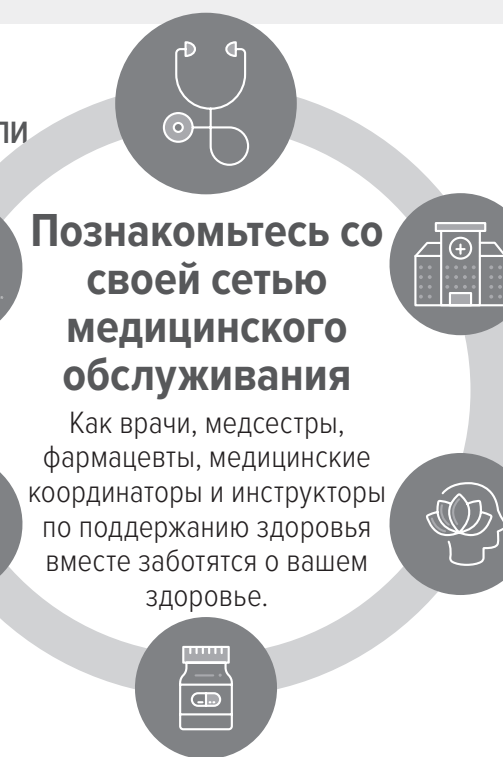 ли
Познакомьтесь со
своей сетью
медицинского
обслуживания
Как врачи, медсестры,
фармацевты, медицинские
координаторы и инструкторы
по поддержанию здоровья
вместе заботятся о вашем
здоровье.